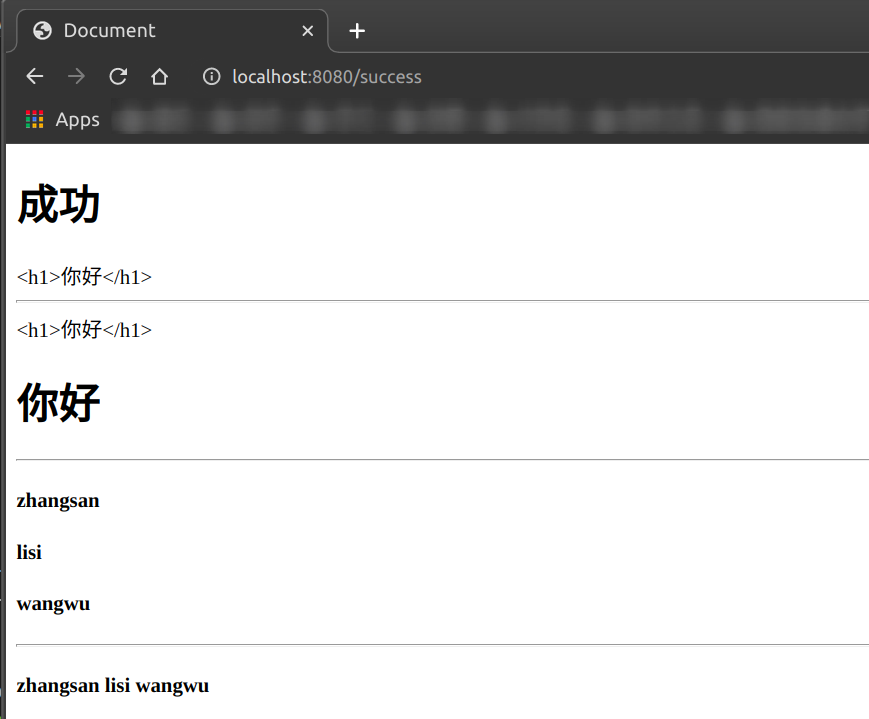 Document
localhost:8080/success
Apps
成功
<h1>你好</h1>
<h1>你好</h1>
你好
zhangsan
lisi
wangwu
zhangsan lisi wangwu